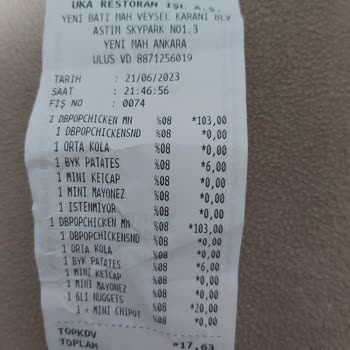 UKA RESTORAN İŞL A.Ş.
YENİ BATI MAH VEYSEL KARANİ BLV
ASTIM SKYPARK NO1.3
YENİ MAH ANKARA
ULUS VD 8871256019
TARİH : 21/06/2023
SAAT : 21:46:56
FİŞ NO : 0074
1 DBPOPCHICKEN MN %08 *103,00
1 DBPOPCHICKENSND %08 *0,00
1 ORTA KOLA %08 *0,00
1 BYK PATATES %08 *6,00
1 MINI KETCAP %08 *0,00
1 MINI MAYONEZ %08 *0,00
1 ISTENMIYOR %08 *0,00
1 DBPOPCHICKEN MN %08 *103,00
1 DBPOPCHICKENSND %08 *0,00
1 ORTA KOLA %08 *0,00
1 BYK PATATES %08 *6,00
1 MINI KETCAP %08 *0,00
1 MINI MAYONEZ %08 *0,00
1 6LI NUGGETS %08 *20,00
1 + MINI CHIPOT %08 *0,00
TOPKDV *17,63
TOPLAM